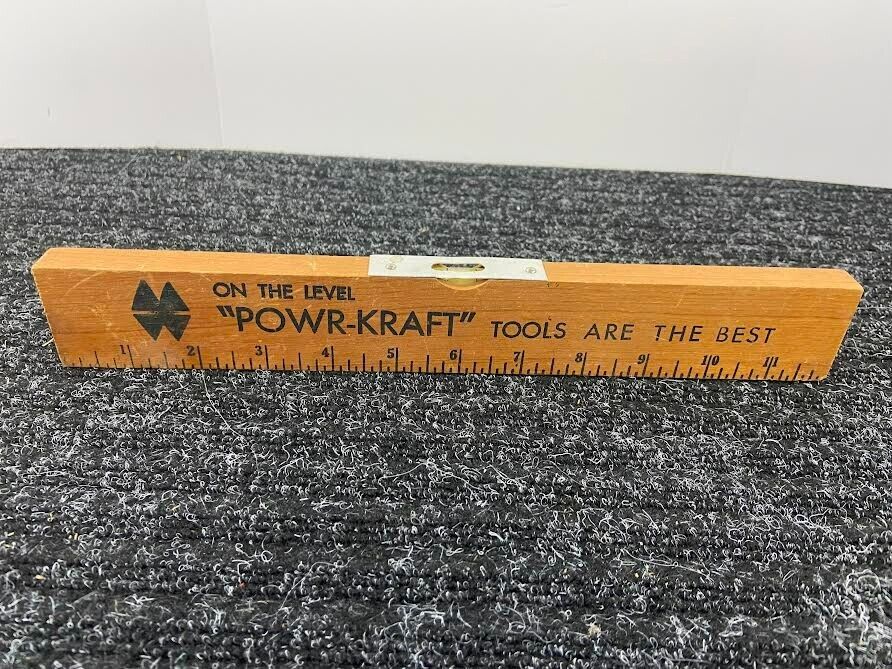 ON THE LEVEL
"POWR-KRAFT" TOOLS ARE THE BEST
1 2 3 4 5 6 7 8 9 10 11